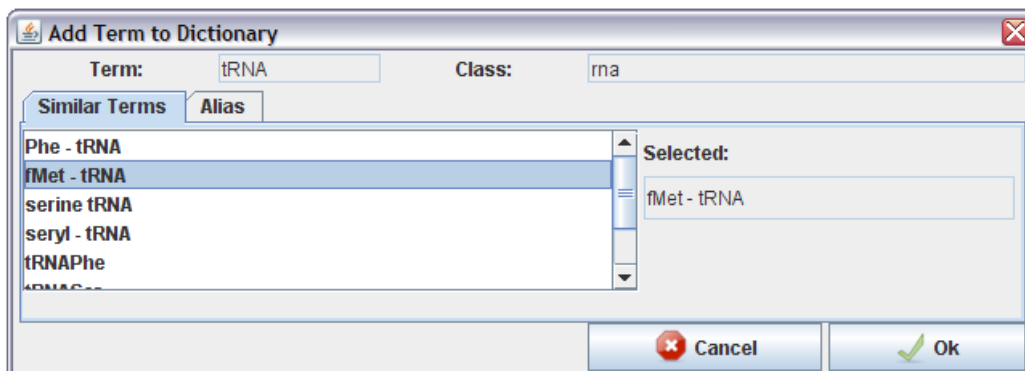 Add Term to Dictionary
Term: tRNA Class: rna
Similar Terms Alias
Phe - tRNA
fMet - tRNA
serine tRNA
seryl - tRNA
tRNAPhe
Selected:
fMet - tRNA
Cancel Ok